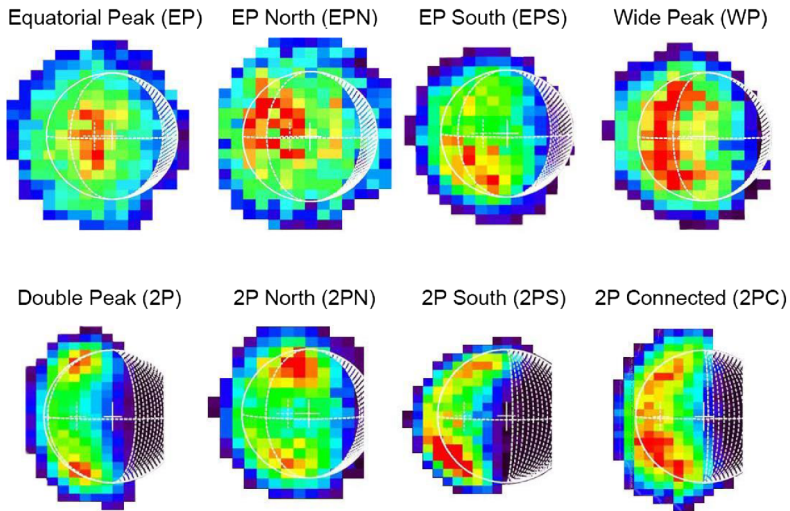 Equatorial Peak (EP)
EP North (EPN)
EP South (EPS)
Wide Peak (WP)
Double Peak (2P)
2P North (2PN)
2P South (2PS)
2P Connected (2PC)